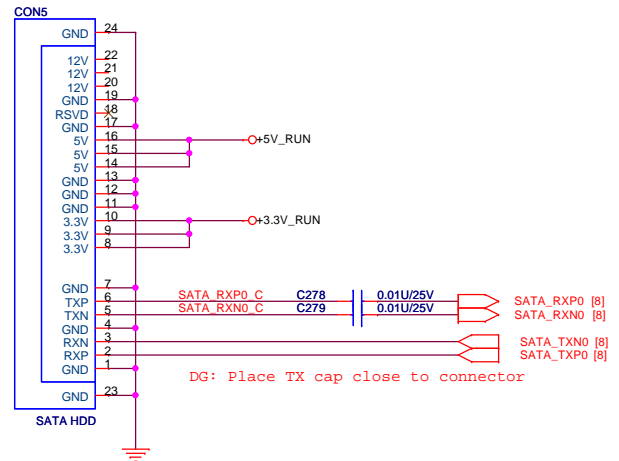 CON5
GND 24
12V 22
12V 21
12V 20
GND 19
RSVD 18
GND 17
5V 16 +5V_RUN
5V 15
5V 14
GND 13
GND 12
GND 11
3.3V 10 +3.3V_RUN
3.3V 9
3.3V 8
GND 7
TXP 6 SATA_RXP0_C C278 0.01U/25V SATA_RXP0 [8]
TXN 5 SATA_RXN0_C C279 0.01U/25V SATA_RXN0 [8]
GND 4
RXN 3 SATA_TXN0 [8]
RXP 2 SATA_TXP0 [8]
GND 1
DG: Place TX cap close to connector
GND 23
SATA HDD